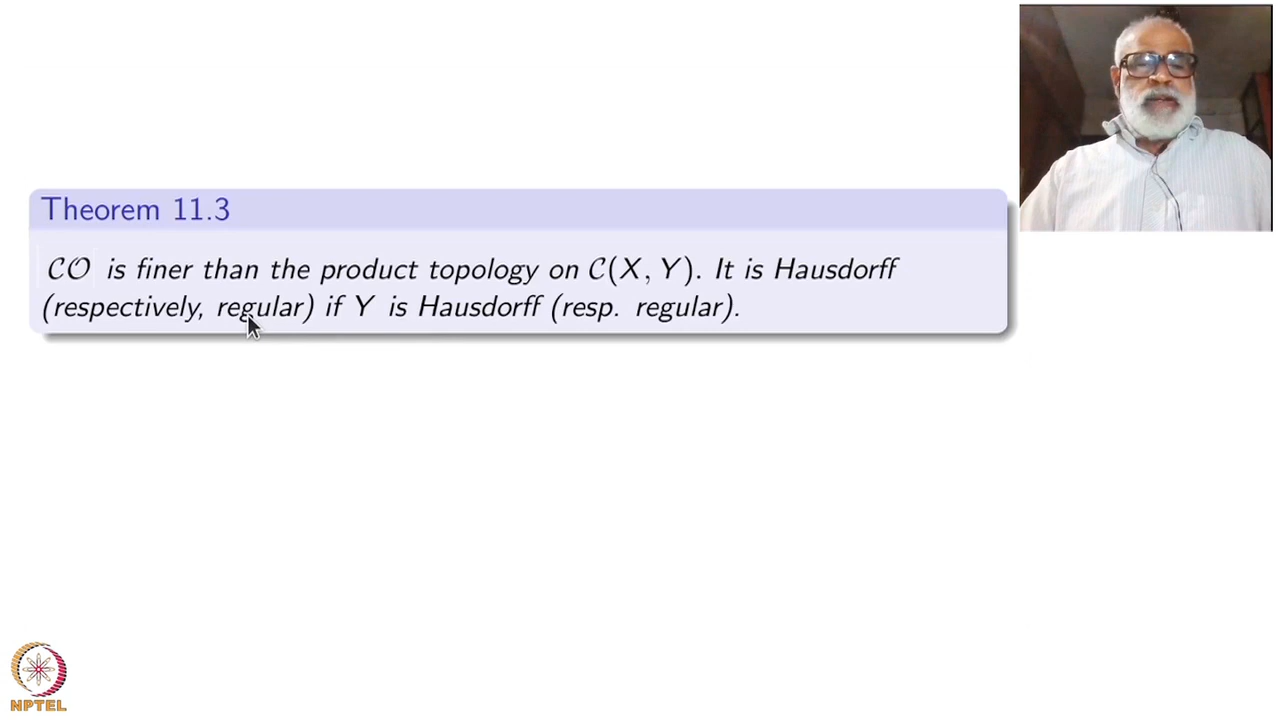 Theorem 11.3
𝒞𝒪 is finer than the product topology on 𝒞(X, Y). It is Hausdorff
(respectively, regular) if Y is Hausdorff (resp. regular).
NPTEL